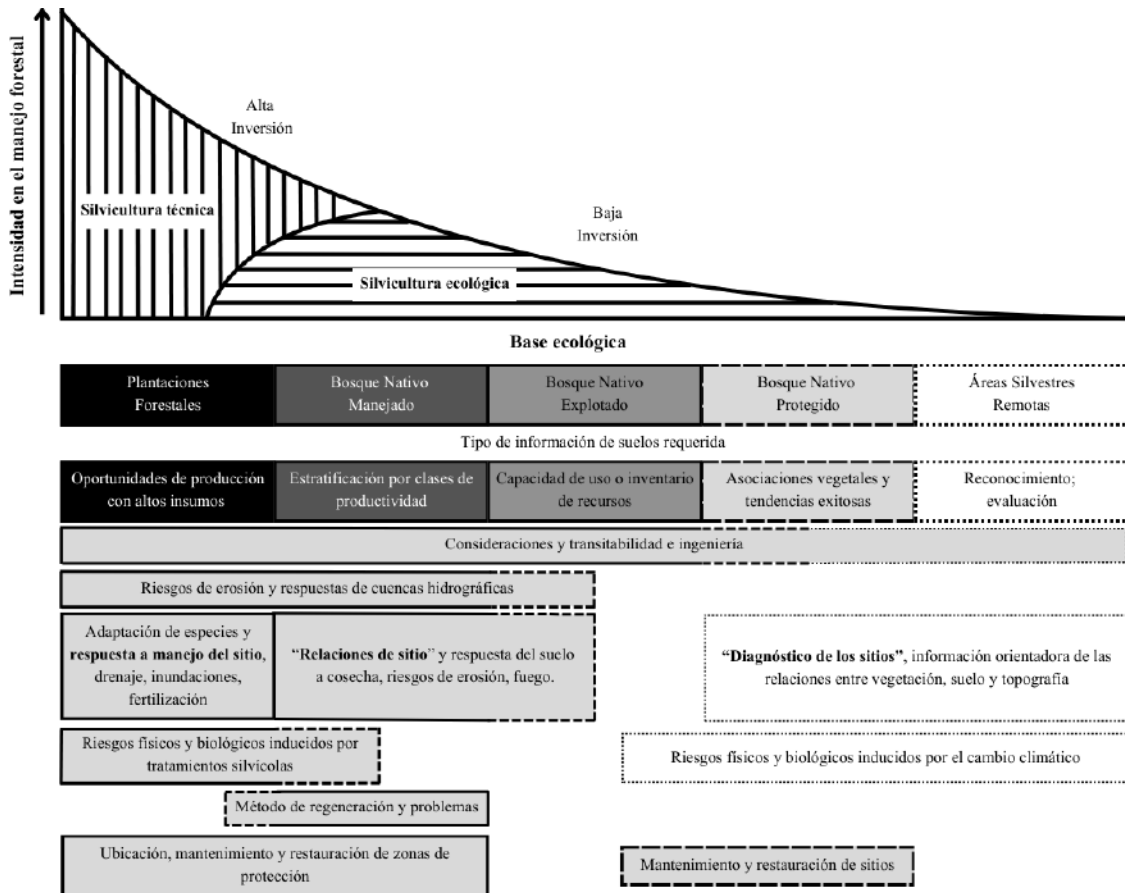 Intensidad en el manejo forestal
Alta
Inversión
Silvicultura técnica
Baja
Inversión
Silvicultura ecológica
Base ecológica
Plantaciones
Forestales
Bosque Nativo
Manejado
Bosque Nativo
Explotado
Bosque Nativo
Protegido
Áreas Silvestres
Remotas
Tipo de información de suelos requerida
Oportunidades de producción
con altos insumos
Estratificación por clases de
productividad
Capacidad de uso o inventario
de recursos
Asociaciones vegetales y
tendencias exitosas
Reconocimiento;
evaluación
Consideraciones y transitabilidad e ingeniería
Riesgos de erosión y respuestas de cuencas hidrográficas
Adaptación de especies y
respuesta a manejo del sitio,
drenaje, inundaciones,
fertilización
“Relaciones de sitio” y respuesta del suelo
a cosecha, riesgos de erosión, fuego.
“Diagnóstico de los sitios”, información orientadora de las
relaciones entre vegetación, suelo y topografía
Riesgos físicos y biológicos inducidos por
tratamientos silvícolas
Riesgos físicos y biológicos inducidos por el cambio climático
Método de regeneración y problemas
Ubicación, mantenimiento y restauración de zonas de
protección
Mantenimiento y restauración de sitios